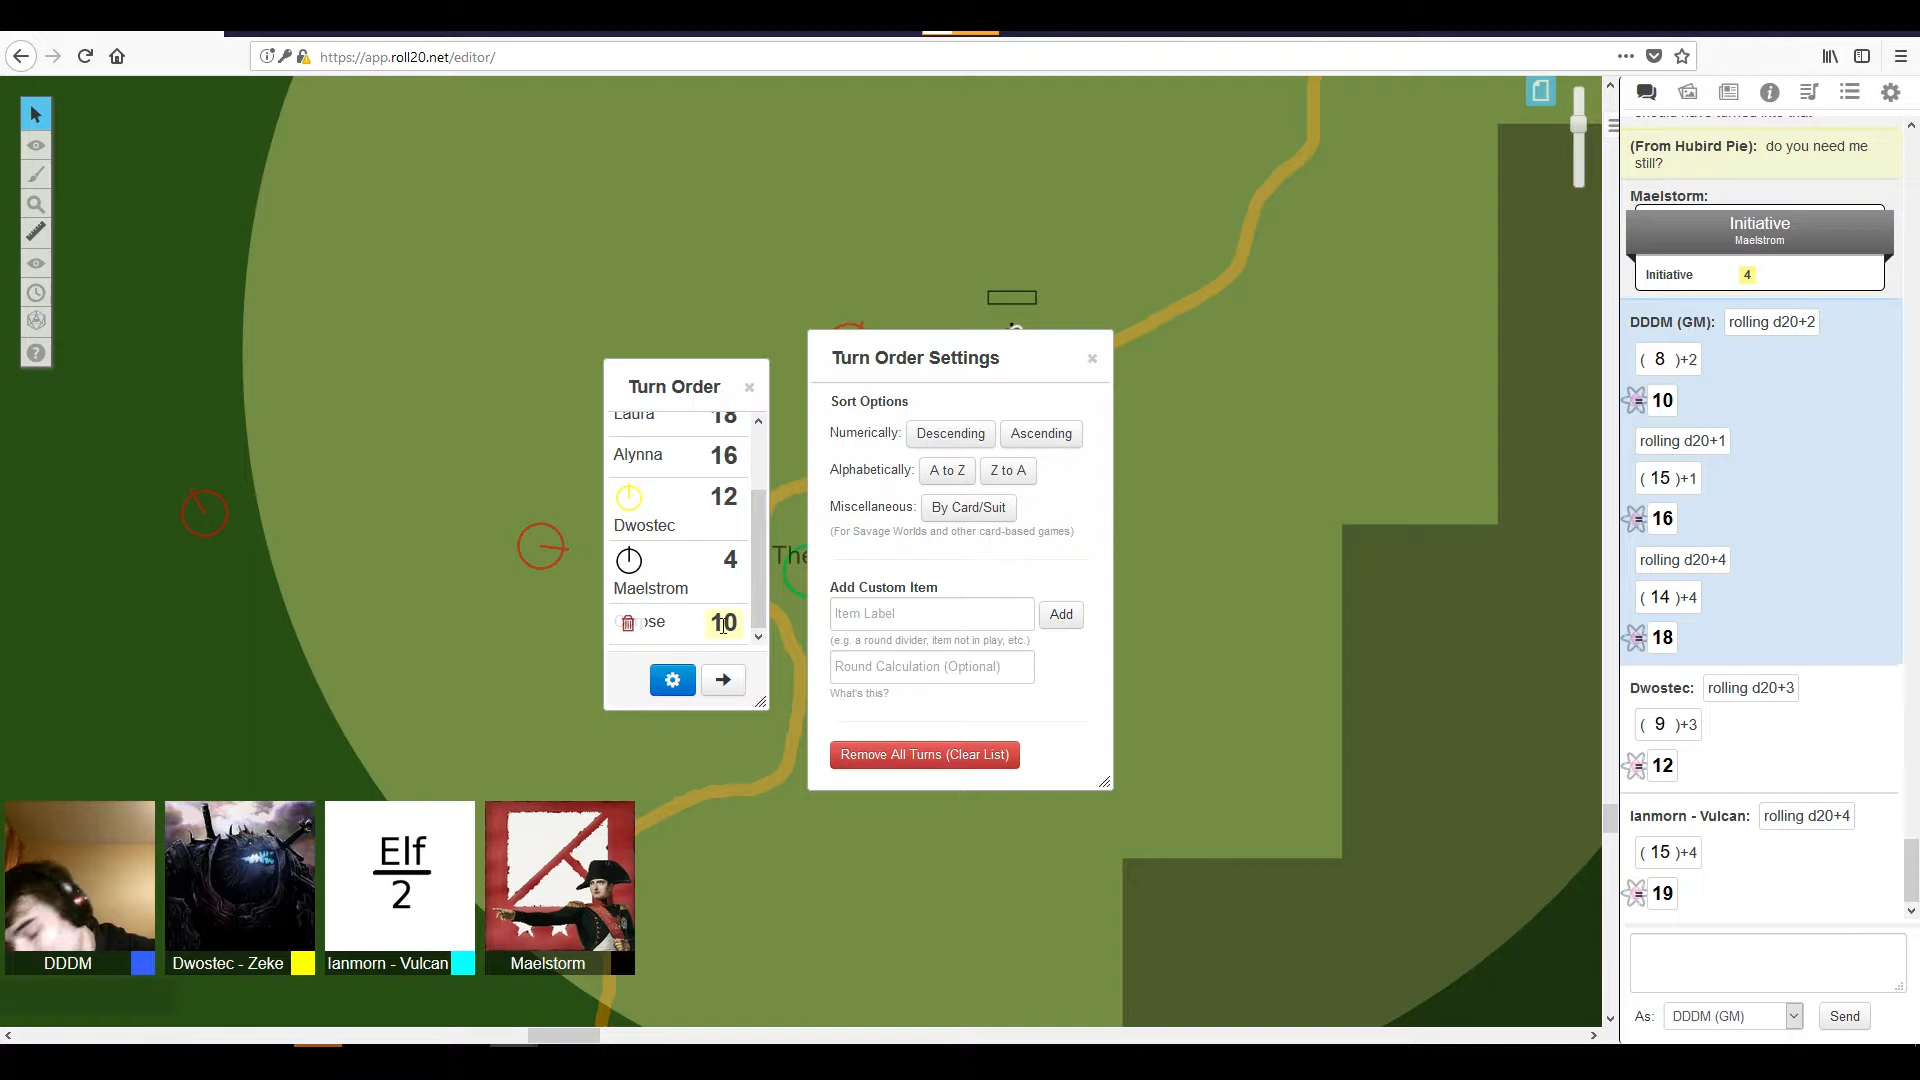 https://app.roll20.net/editor/
(From Hubird Pie): do you need me
still?
Maelstorm:
Initiative
Maelstrom
Initiative 4
DDDM (GM): rolling d20+2
( 8 )+2
= 10
rolling d20+1
( 15 )+1
= 16
rolling d20+4
( 14 )+4
= 18
Dwostec: rolling d20+3
( 9 )+3
= 12
Ianmorn - Vulcan: rolling d20+4
( 15 )+4
= 19
As: DDDM (GM) Send
Turn Order ×
Laura 18
Alynna 16
12
Dwostec
4
Maelstrom
10
The
Turn Order Settings ×
Sort Options
Numerically: Descending Ascending
Alphabetically: A to Z Z to A
Miscellaneous: By Card/Suit
(For Savage Worlds and other card-based games)
Add Custom Item
Item Label Add
(e.g. a round divider, item not in play, etc.)
Round Calculation (Optional)
What's this?
Remove All Turns (Clear List)
Elf
2
DDDM
Dwostec - Zeke
Ianmorn - Vulcan
Maelstorm